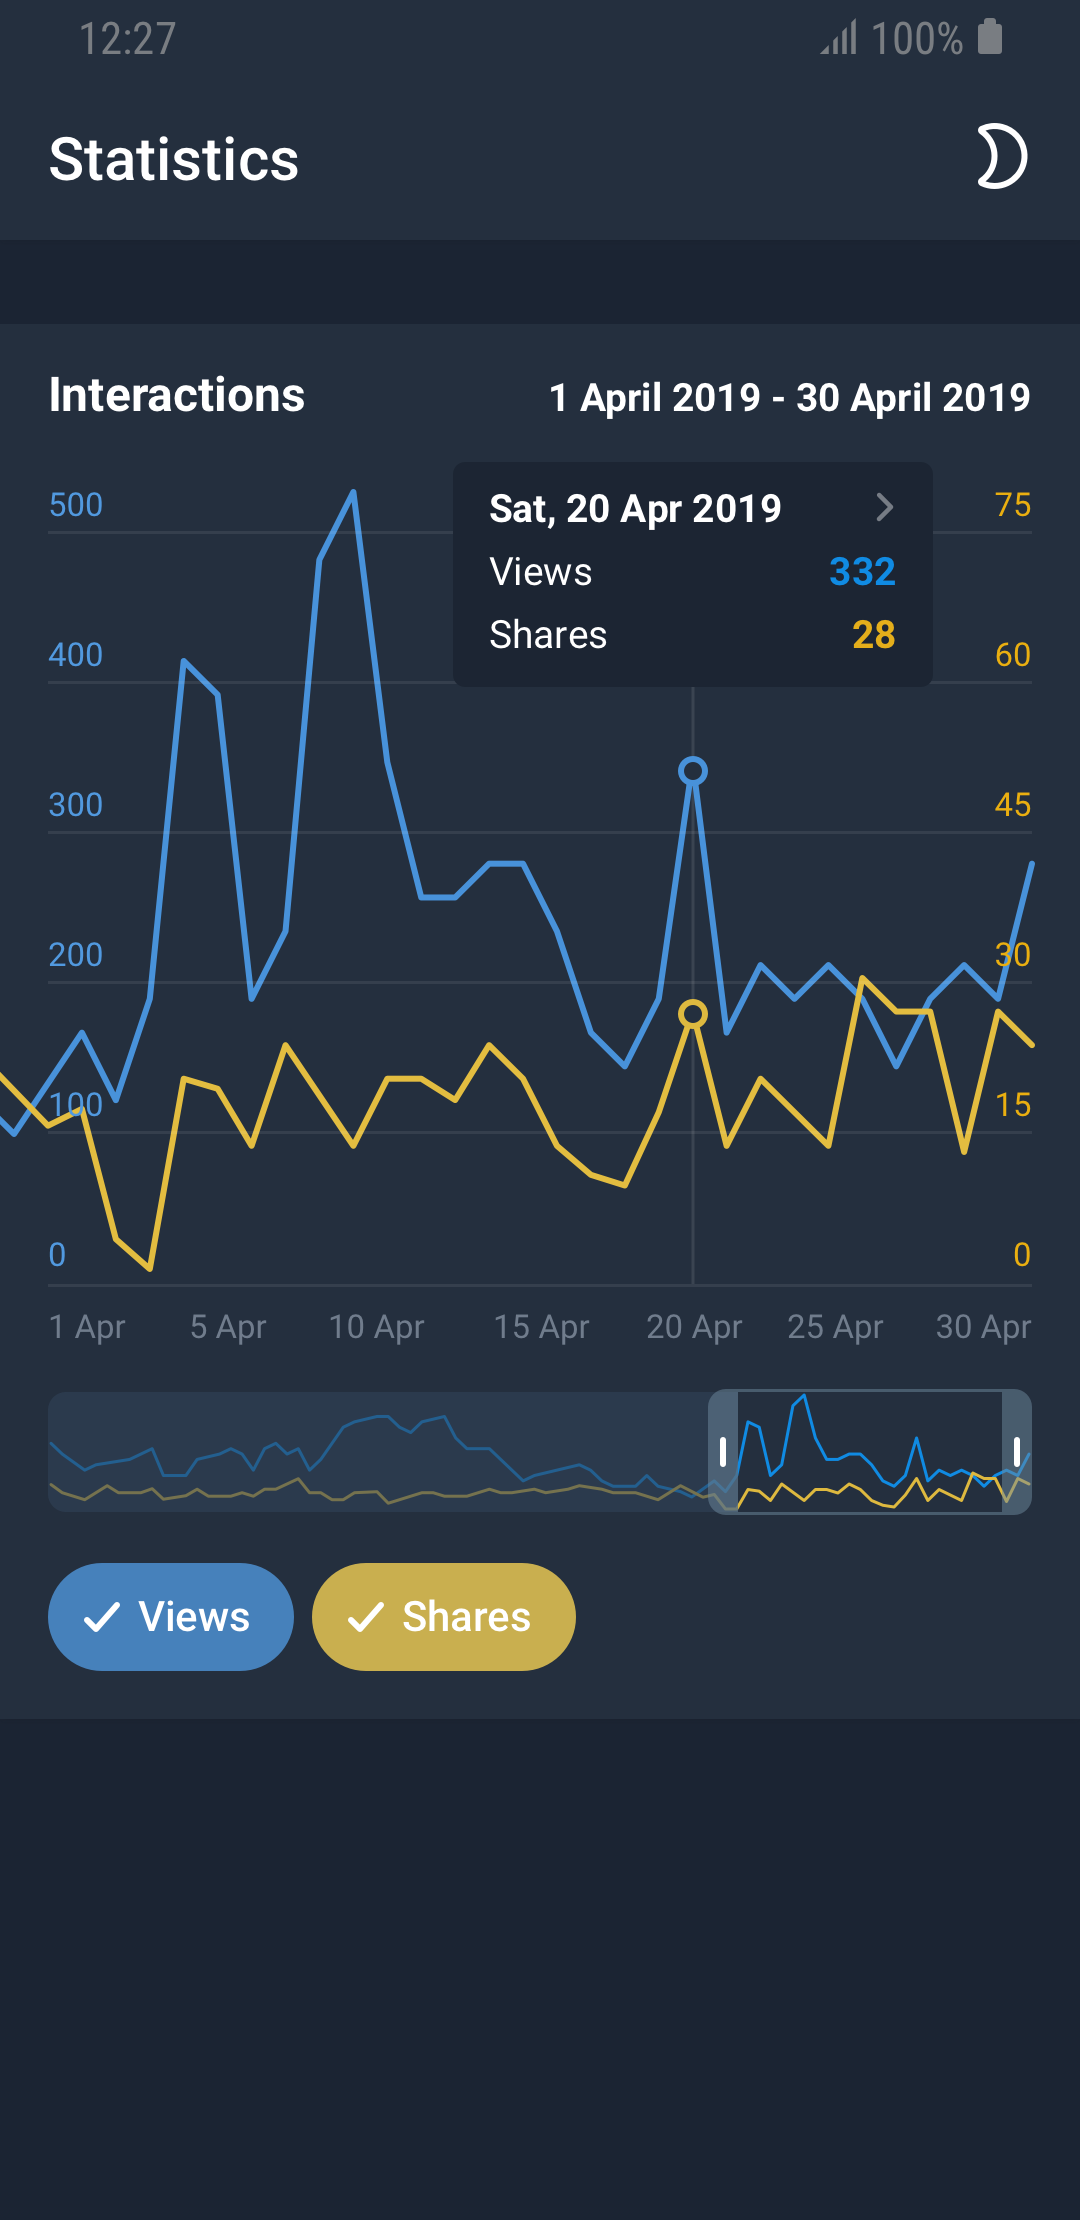 12:27 100%
Statistics
Interactions 1 April 2019 - 30 April 2019
Sat, 20 Apr 2019
Views 332
Shares 28
500 75
400 60
300 45
200 30
100 15
0 0
1 Apr 5 Apr 10 Apr 15 Apr 20 Apr 25 Apr 30 Apr
Views Shares